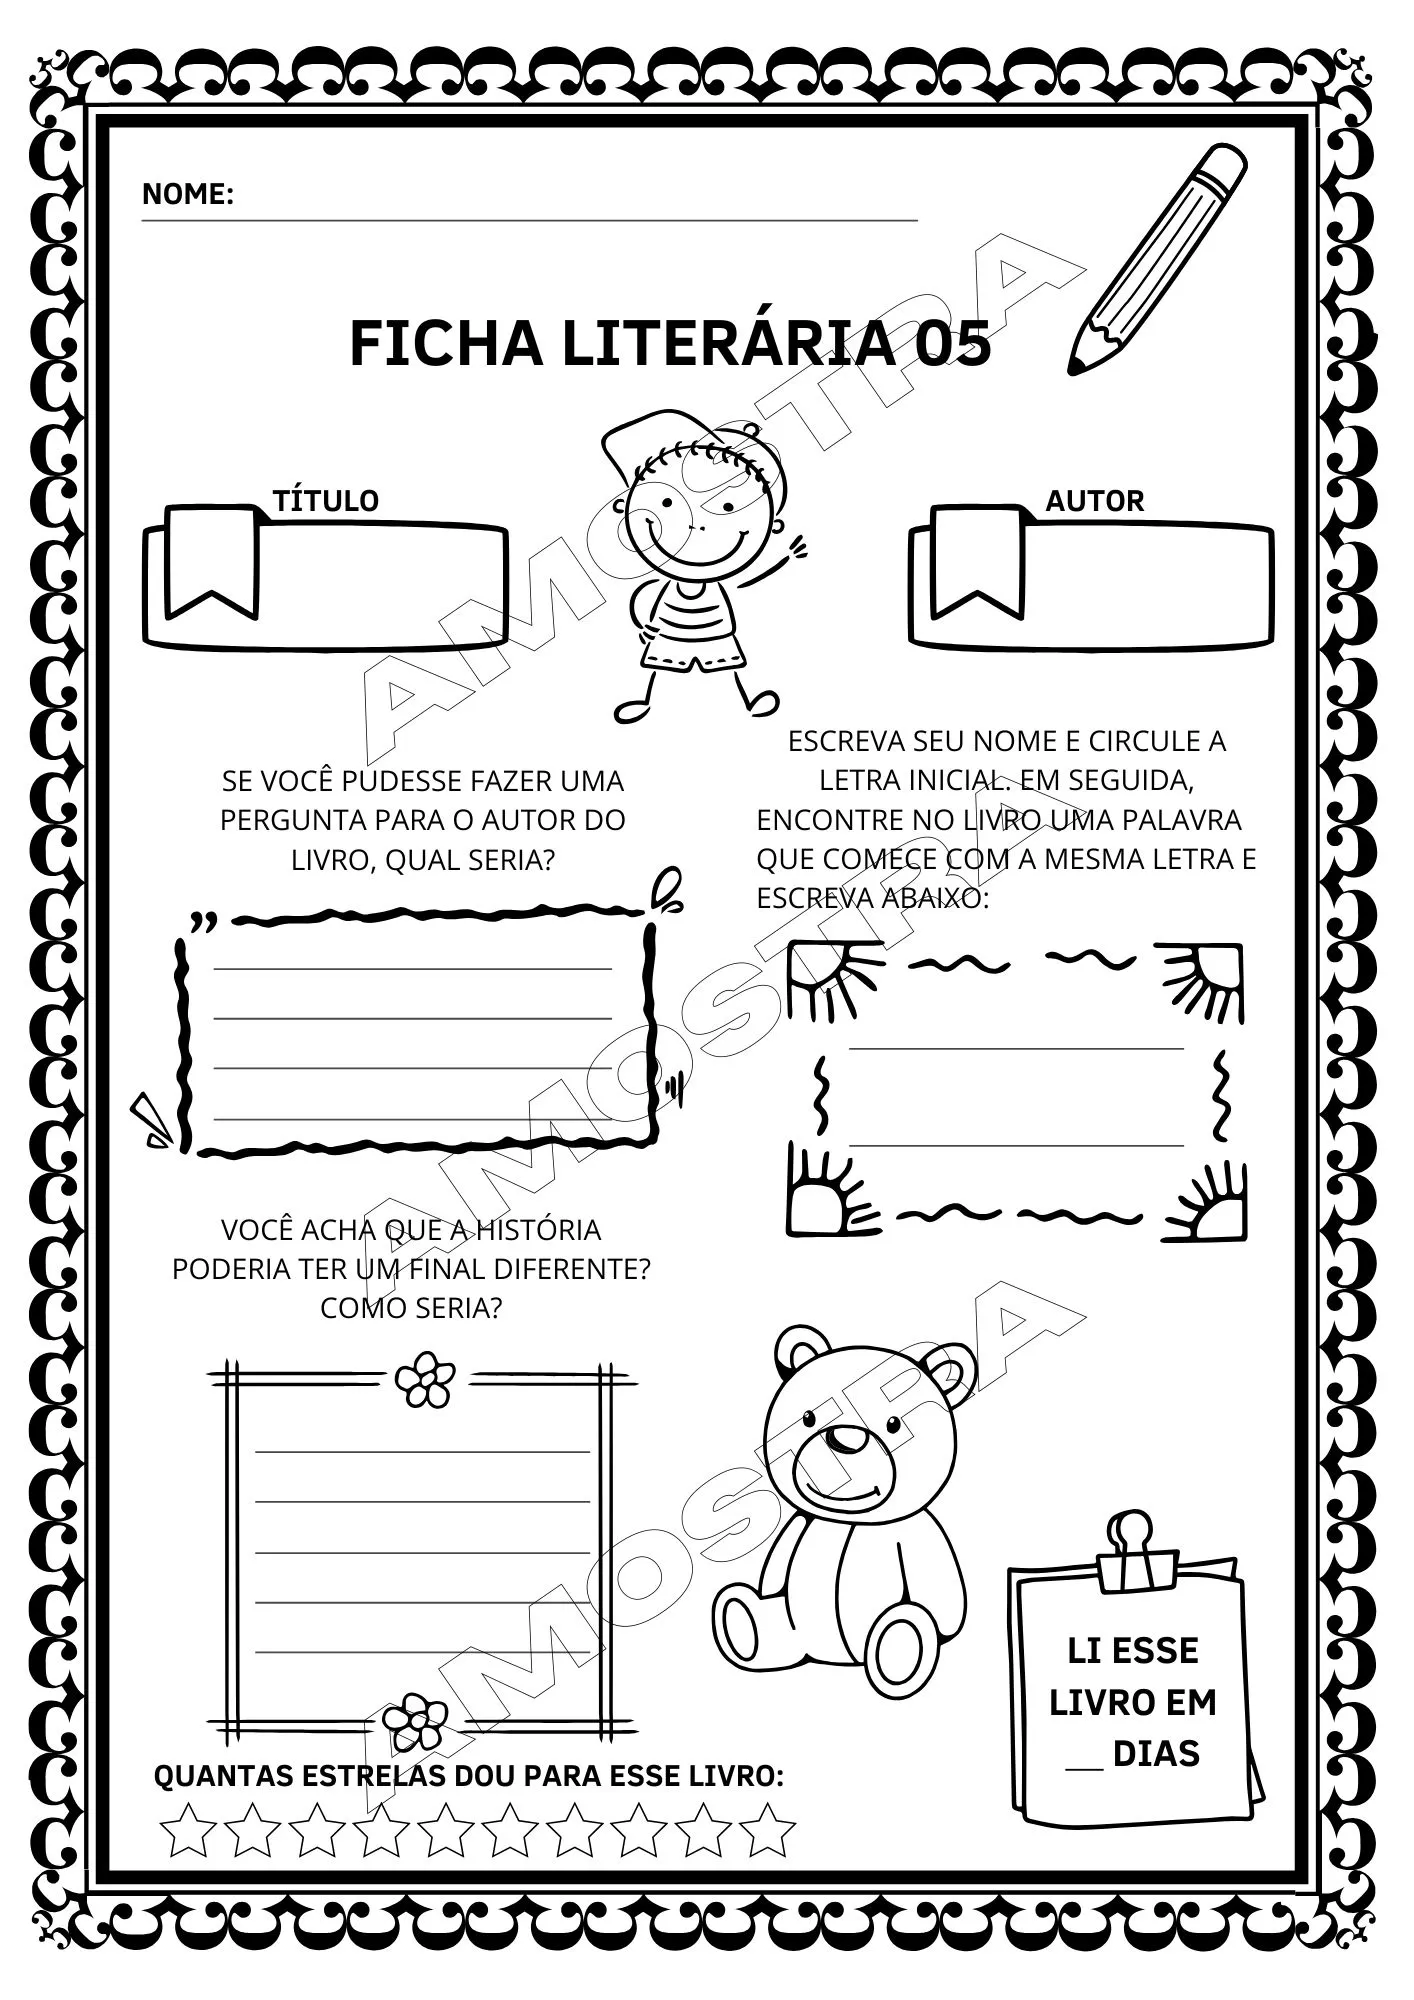 NOME:
FICHA LITERÁRIA 05
TÍTULO
AUTOR
SE VOCÊ PUDESSE FAZER UMA
PERGUNTA PARA O AUTOR DO
LIVRO, QUAL SERIA?
ESCREVA SEU NOME E CIRCULE A
LETRA INICIAL. EM SEGUIDA,
ENCONTRE NO LIVRO UMA PALAVRA
QUE COMECE COM A MESMA LETRA E
ESCREVA ABAIXO:
VOCÊ ACHA QUE A HISTÓRIA
PODERIA TER UM FINAL DIFERENTE?
COMO SERIA?
LI ESSE
LIVRO EM
__ DIAS
QUANTAS ESTRELAS DOU PARA ESSE LIVRO:
AMOSTRA
AMOSTRA
AMOSTRA